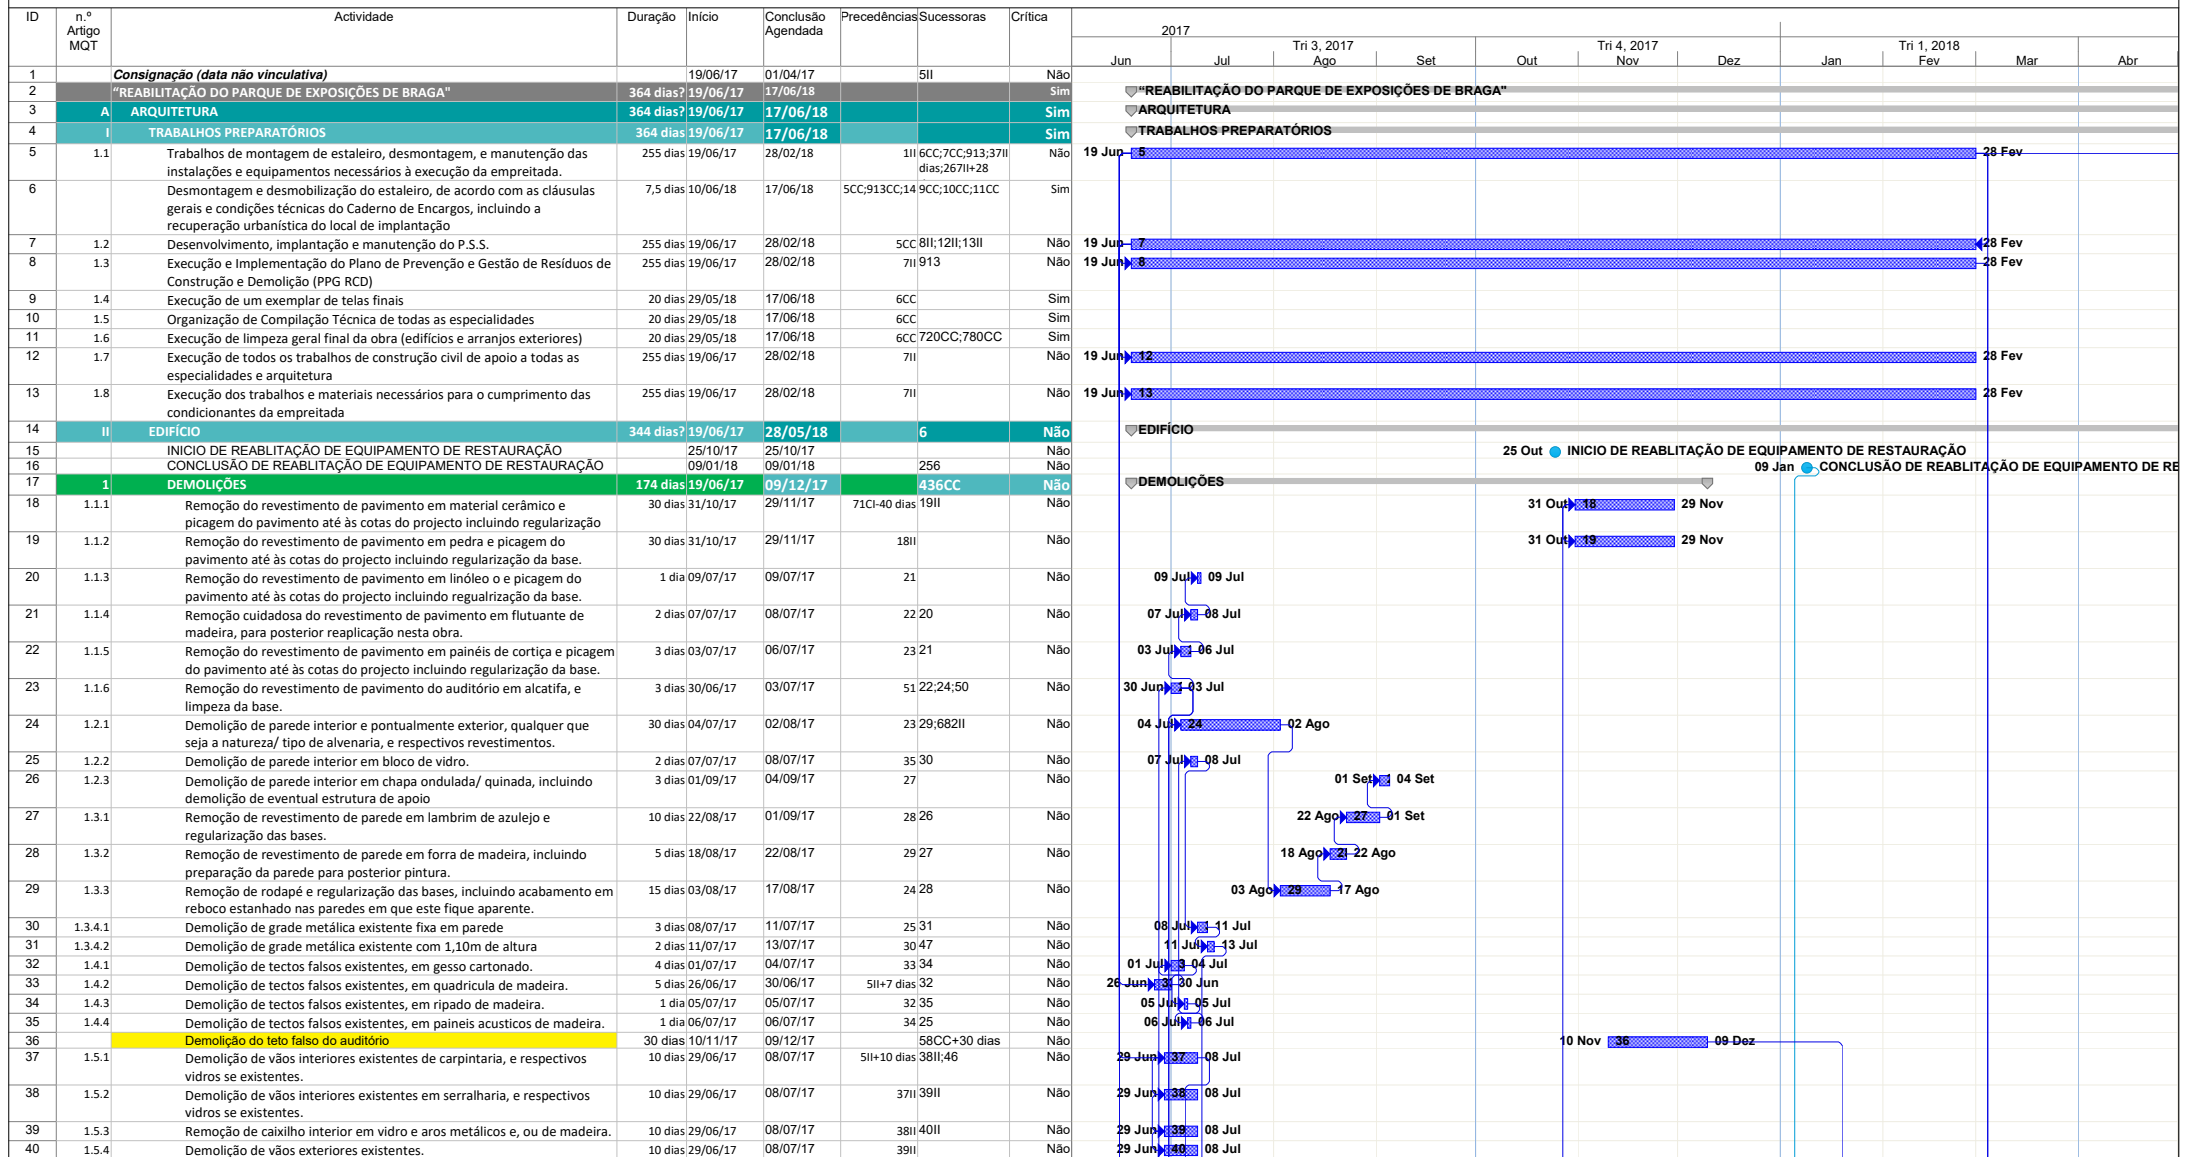 ID n.º Actividade Duração Início Conclusão Precedências Sucessoras Crítica
Artigo Agendada
MQT
2017
Tri 3, 2017 Tri 4, 2017 Tri 1, 2018
Jun Jul Ago Set Out Nov Dez Jan Fev Mar Abr
1 Consignação (data não vinculativa) 19/06/17 01/04/17 5II Não
2 “REABILITAÇÃO DO PARQUE DE EXPOSIÇÕES DE BRAGA" 364 dias? 19/06/17 17/06/18 Sim “REABILITAÇÃO DO PARQUE DE EXPOSIÇÕES DE BRAGA"
3 A ARQUITETURA 364 dias? 19/06/17 17/06/18 Sim ARQUITETURA
4 I TRABALHOS PREPARATÓRIOS 364 dias 19/06/17 17/06/18 Sim TRABALHOS PREPARATÓRIOS
5 1.1 Trabalhos de montagem de estaleiro, desmontagem, e manutenção das 255 dias 19/06/17 28/02/18 1II 6CC;7CC;913;37II Não 19 Jun 5 28 Fev
instalações e equipamentos necessários à execução da empreitada. dias;267II+28
6 Desmontagem e desmobilização do estaleiro, de acordo com as cláusulas 7,5 dias 10/06/18 17/06/18 5CC;913CC;14 9CC;10CC;11CC Sim
gerais e condições técnicas do Caderno de Encargos, incluindo a
recuperação urbanística do local de implantação
7 1.2 Desenvolvimento, implantação e manutenção do P.S.S. 255 dias 19/06/17 28/02/18 5CC 8II;12II;13II Não 19 Jun 7 28 Fev
8 1.3 Execução e Implementação do Plano de Prevenção e Gestão de Resíduos de 255 dias 19/06/17 28/02/18 7II 913 Não 19 Jun 8 28 Fev
Construção e Demolição (PPG RCD)
9 1.4 Execução de um exemplar de telas finais 20 dias 29/05/18 17/06/18 6CC Sim
10 1.5 Organização de Compilação Técnica de todas as especialidades 20 dias 29/05/18 17/06/18 6CC Sim
11 1.6 Execução de limpeza geral final da obra (edifícios e arranjos exteriores) 20 dias 29/05/18 17/06/18 6CC 720CC;780CC Sim
12 1.7 Execução de todos os trabalhos de construção civil de apoio a todas as 255 dias 19/06/17 28/02/18 7II Não 19 Jun 12 28 Fev
especialidades e arquitetura
13 1.8 Execução dos trabalhos e materiais necessários para o cumprimento das 255 dias 19/06/17 28/02/18 7II Não 19 Jun 13 28 Fev
condicionantes da empreitada
14 II EDIFÍCIO 344 dias? 19/06/17 28/05/18 6 Não EDIFÍCIO
15 INICIO DE REABLITAÇÃO DE EQUIPAMENTO DE RESTAURAÇÃO 25/10/17 25/10/17 Não 25 Out INICIO DE REABLITAÇÃO DE EQUIPAMENTO DE RESTAURAÇÃO
16 CONCLUSÃO DE REABLITAÇÃO DE EQUIPAMENTO DE RESTAURAÇÃO 09/01/18 09/01/18 256 Não 09 Jan CONCLUSÃO DE REABLITAÇÃO DE EQUIPAMENTO DE RE
17 1 DEMOLIÇÕES 174 dias 19/06/17 09/12/17 436CC Não DEMOLIÇÕES
18 1.1.1 Remoção do revestimento de pavimento em material cerâmico e 30 dias 31/10/17 29/11/17 71CI-40 dias 19II Não 31 Out 18 29 Nov
picagem do pavimento até às cotas do projecto incluindo regularização
19 1.1.2 Remoção do revestimento de pavimento em pedra e picagem do 30 dias 31/10/17 29/11/17 18II Não 31 Out 19 29 Nov
pavimento até às cotas do projecto incluindo regularização da base.
20 1.1.3 Remoção do revestimento de pavimento em linóleo o e picagem do 1 dia 09/07/17 09/07/17 21 Não 09 Jul 09 Jul
pavimento até às cotas do projecto incluindo regualrização da base.
21 1.1.4 Remoção cuidadosa do revestimento de pavimento em flutuante de 2 dias 07/07/17 08/07/17 22 20 Não 07 Jul 08 Jul
madeira, para posterior reaplicação nesta obra.
22 1.1.5 Remoção do revestimento de pavimento em painéis de cortiça e picagem 3 dias 03/07/17 06/07/17 23 21 Não 03 Jul 06 Jul
do pavimento até às cotas do projecto incluindo regularização da base.
23 1.1.6 Remoção do revestimento de pavimento do auditório em alcatifa, e 3 dias 30/06/17 03/07/17 51 22;24;50 Não 30 Jun 03 Jul
limpeza da base.
24 1.2.1 Demolição de parede interior e pontualmente exterior, qualquer que 30 dias 04/07/17 02/08/17 23 29;682II Não 04 Jul 24 02 Ago
seja a natureza/ tipo de alvenaria, e respectivos revestimentos.
25 1.2.2 Demolição de parede interior em bloco de vidro. 2 dias 07/07/17 08/07/17 35 30 Não 07 Jul 08 Jul
26 1.2.3 Demolição de parede interior em chapa ondulada/ quinada, incluindo 3 dias 01/09/17 04/09/17 27 Não 01 Set 04 Set
demolição de eventual estrutura de apoio
27 1.3.1 Remoção de revestimento de parede em lambrim de azulejo e 10 dias 22/08/17 01/09/17 28 26 Não 22 Ago 27 01 Set
regularização das bases.
28 1.3.2 Remoção de revestimento de parede em forra de madeira, incluindo 5 dias 18/08/17 22/08/17 29 27 Não 18 Ago 2 22 Ago
preparação da parede para posterior pintura.
29 1.3.3 Remoção de rodapé e regularização das bases, incluindo acabamento em 15 dias 03/08/17 17/08/17 24 28 Não 03 Ago 29 17 Ago
reboco estanhado nas paredes em que este fique aparente.
30 1.3.4.1 Demolição de grade metálica existente fixa em parede 3 dias 08/07/17 11/07/17 25 31 Não 08 Jul 11 Jul
31 1.3.4.2 Demolição de grade metálica existente com 1,10m de altura 2 dias 11/07/17 13/07/17 30 47 Não 11 Jul 13 Jul
32 1.4.1 Demolição de tectos falsos existentes, em gesso cartonado. 4 dias 01/07/17 04/07/17 33 34 Não 01 Jul 3 04 Jul
33 1.4.2 Demolição de tectos falsos existentes, em quadricula de madeira. 5 dias 26/06/17 30/06/17 5II+7 dias 32 Não 26 Jun 3 30 Jun
34 1.4.3 Demolição de tectos falsos existentes, em ripado de madeira. 1 dia 05/07/17 05/07/17 32 35 Não 05 Jul 05 Jul
35 1.4.4 Demolição de tectos falsos existentes, em paineis acusticos de madeira. 1 dia 06/07/17 06/07/17 34 25 Não 06 Jul 06 Jul
36 Demolição do teto falso do auditório 30 dias 10/11/17 09/12/17 58CC+30 dias Não 10 Nov 36 09 Dez
37 1.5.1 Demolição de vãos interiores existentes de carpintaria, e respectivos 10 dias 29/06/17 08/07/17 5II+10 dias 38II;46 Não 29 Jun 37 08 Jul
vidros se existentes.
38 1.5.2 Demolição de vãos interiores existentes em serralharia, e respectivos 10 dias 29/06/17 08/07/17 37II 39II Não 29 Jun 38 08 Jul
vidros se existentes.
39 1.5.3 Remoção de caixilho interior em vidro e aros metálicos e, ou de madeira. 10 dias 29/06/17 08/07/17 38II 40II Não 29 Jun 39 08 Jul
40 1.5.4 Demolição de vãos exteriores existentes. 10 dias 29/06/17 08/07/17 39II Não 29 Jun 40 08 Jul